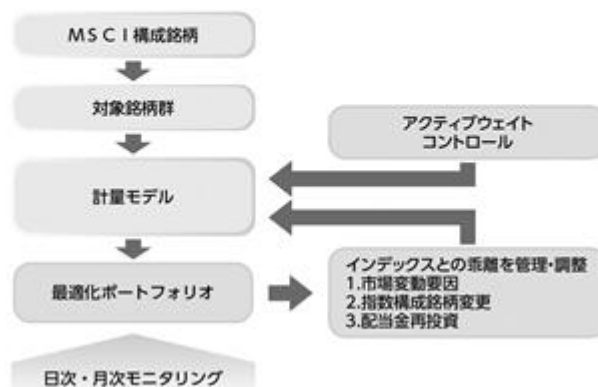 MSCI構成銘柄
対象銘柄群
アクティブウェイト
コントロール
計量モデル
最適化ポートフォリオ
インデックスとの乖離を管理・調整
1.市場変動要因
2.指数構成銘柄変更
3.配当金再投資
日次・月次モニタリング